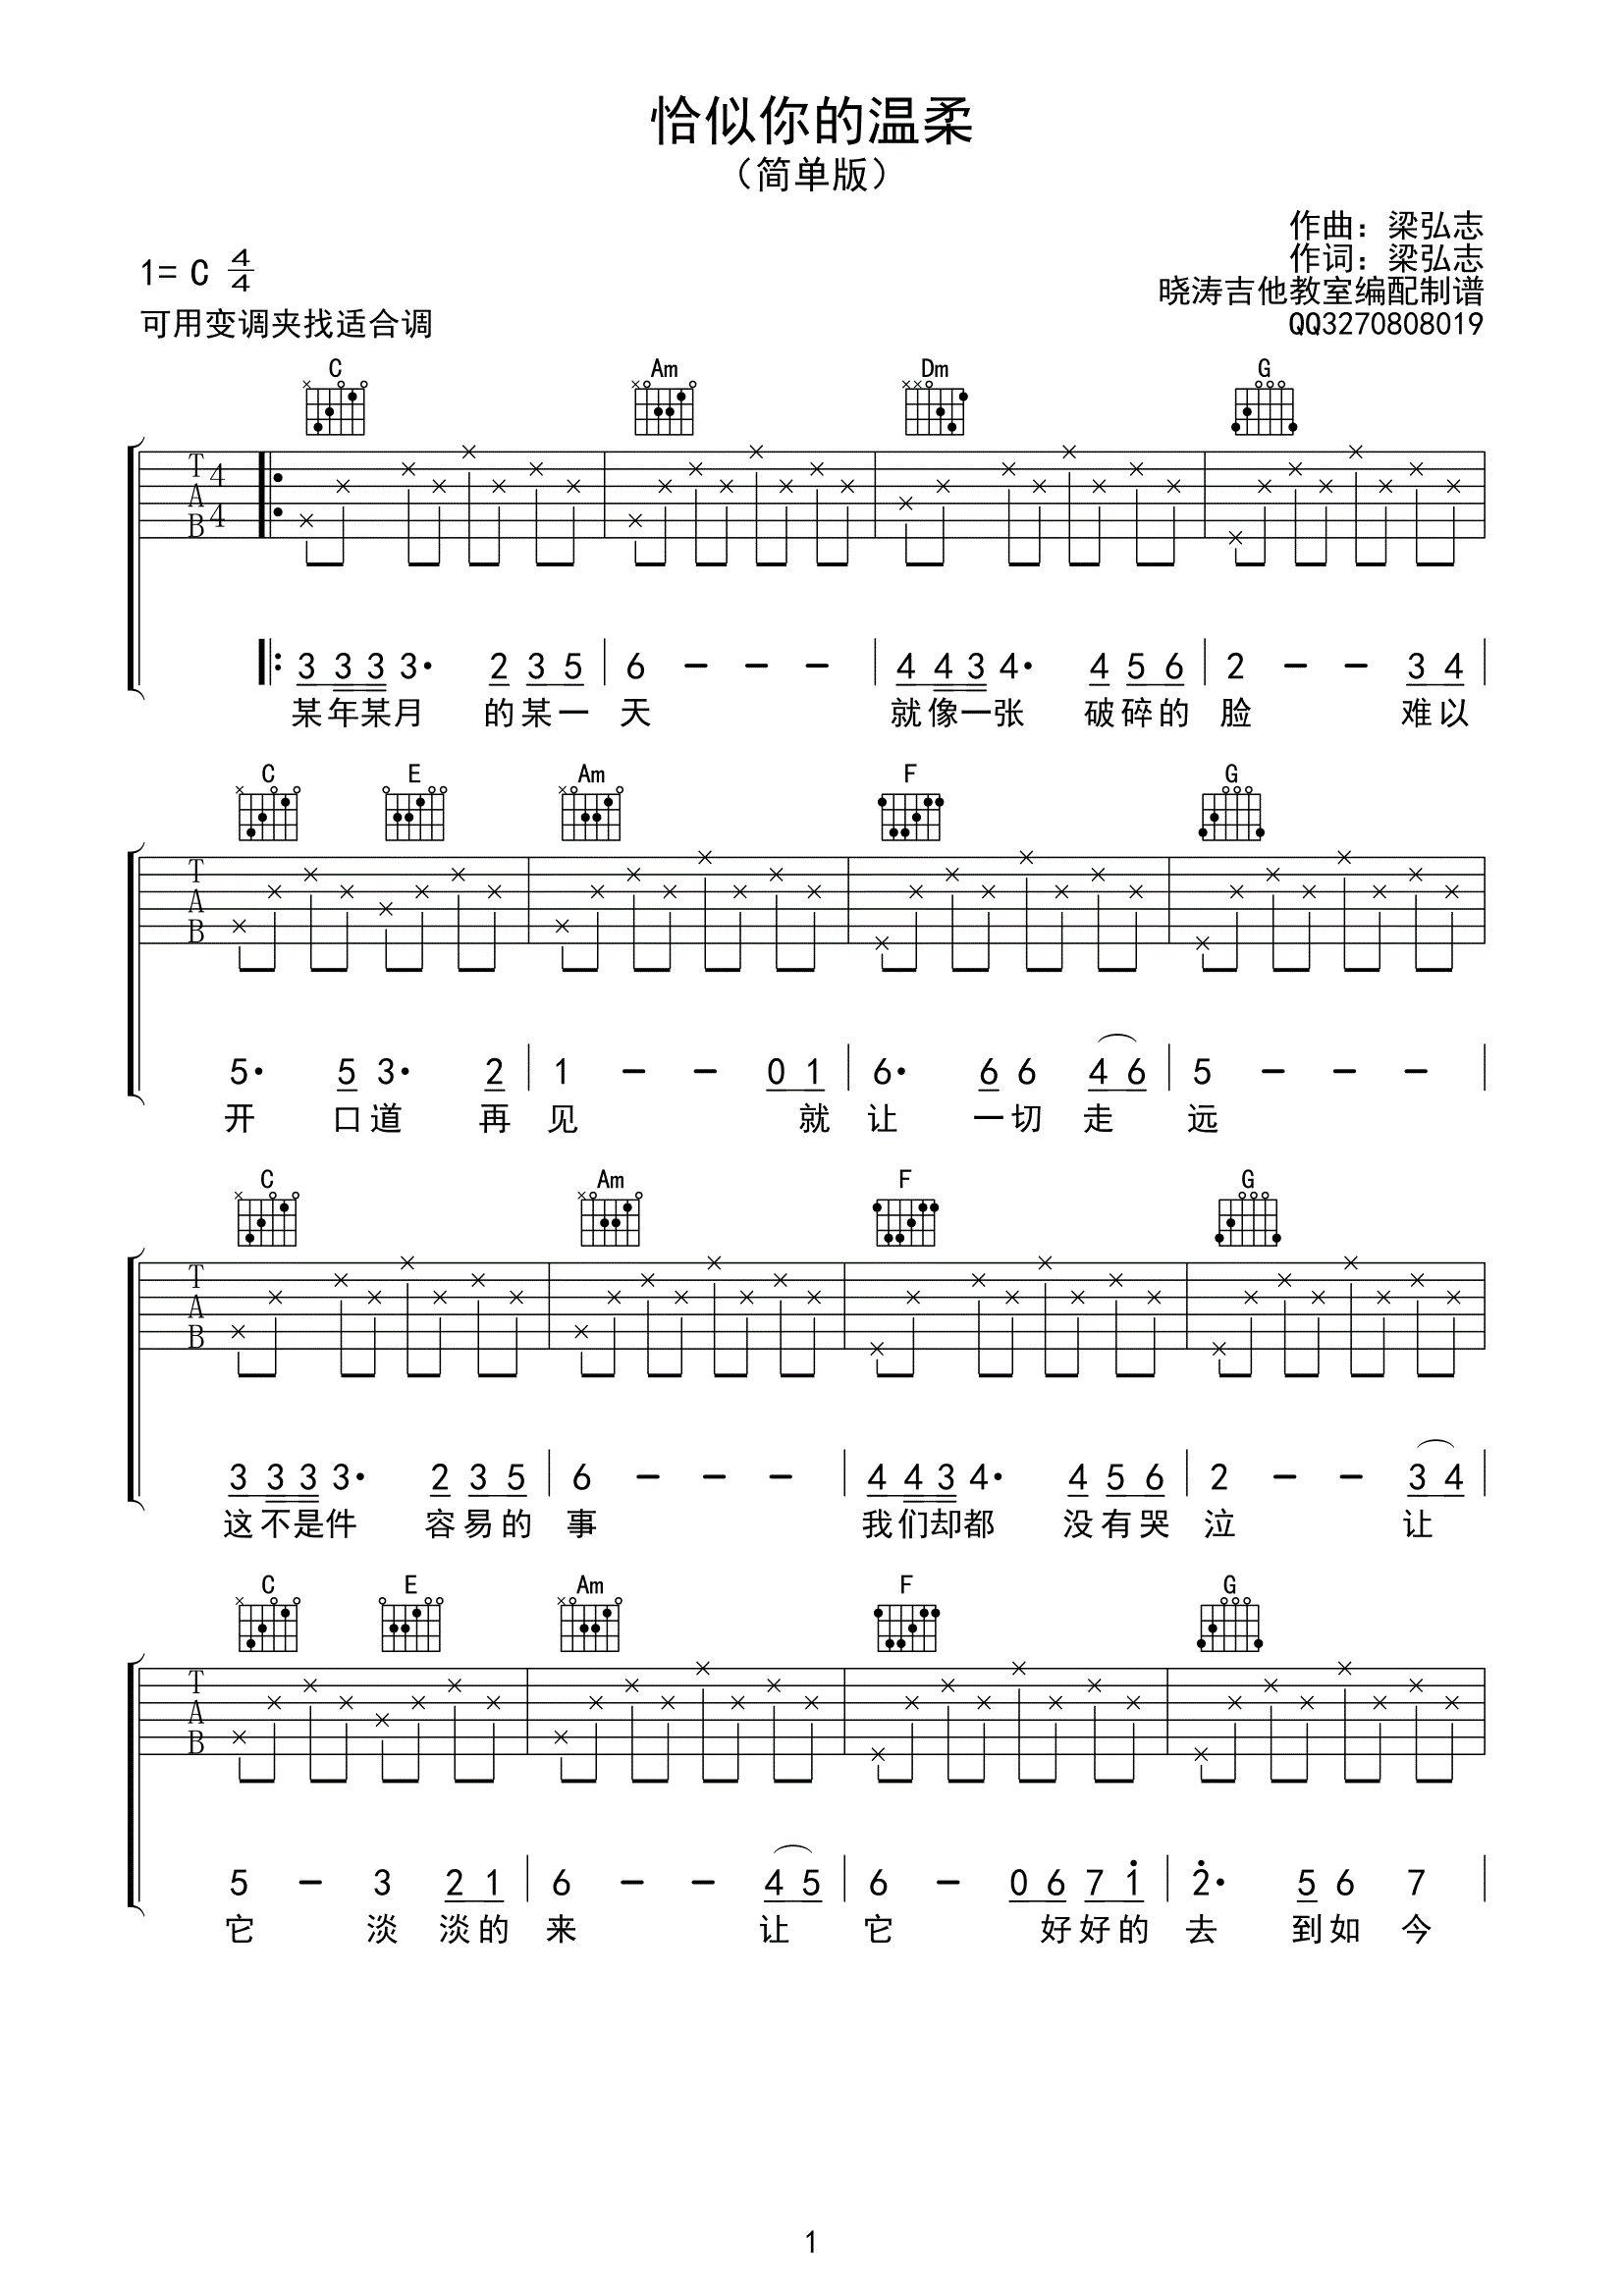 恰似你的温柔
（简单版）
作曲：梁弘志
作词：梁弘志
1= C 4/4
晓涛吉他教室编配制谱
可用变调夹找适合调
QQ3270808019
C Am Dm G
T A B 4 4
3 3 3 3· 2 3 5 | 6 - - - | 4 4 3 4· 4 5 6 | 2 - - 3 4 |
某年某月 的某一 天 就像一张 破碎的 脸 难以
C E Am F G
T A B
5· 5 3· 2 | 1 - - 0 1 | 6· 6 6 4 6 | 5 - - - |
开 口道 再 见 就 让 一切 走 远
C Am F G
T A B
3 3 3 3· 2 3 5 | 6 - - - | 4 4 3 4· 4 5 6 | 2 - - 3 4 |
这不是件 容易的 事 我们却都 没有哭 泣 让
C E Am F G
T A B
5 - 3 2 1 | 6 - - 4 5 | 6 - 0 6 7 1̇ | 2̇· 5 6 7 |
它 淡 淡的 来 让 它 好好的 去 到如 今
1